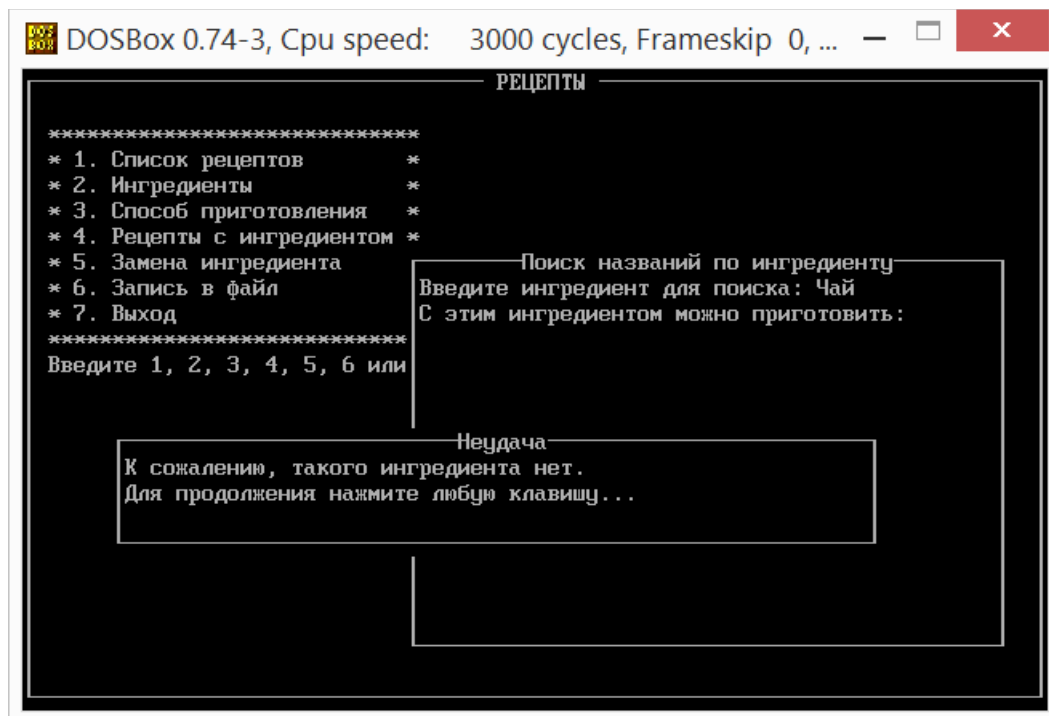 DOSBox 0.74-3, Cpu speed: 3000 cycles, Frameskip 0, ...
РЕЦЕПТЫ
*****************************
* 1. Список рецептов *
* 2. Ингредиенты *
* 3. Способ приготовления *
* 4. Рецепты с ингредиентом *
* 5. Замена ингредиента
* 6. Запись в файл
* 7. Выход
****************************
Введите 1, 2, 3, 4, 5, 6 или
Поиск названий по ингредиенту
Введите ингредиент для поиска: Чай
С этим ингредиентом можно приготовить:
Неудача
К сожалению, такого ингредиента нет.
Для продолжения нажмите любую клавишу...